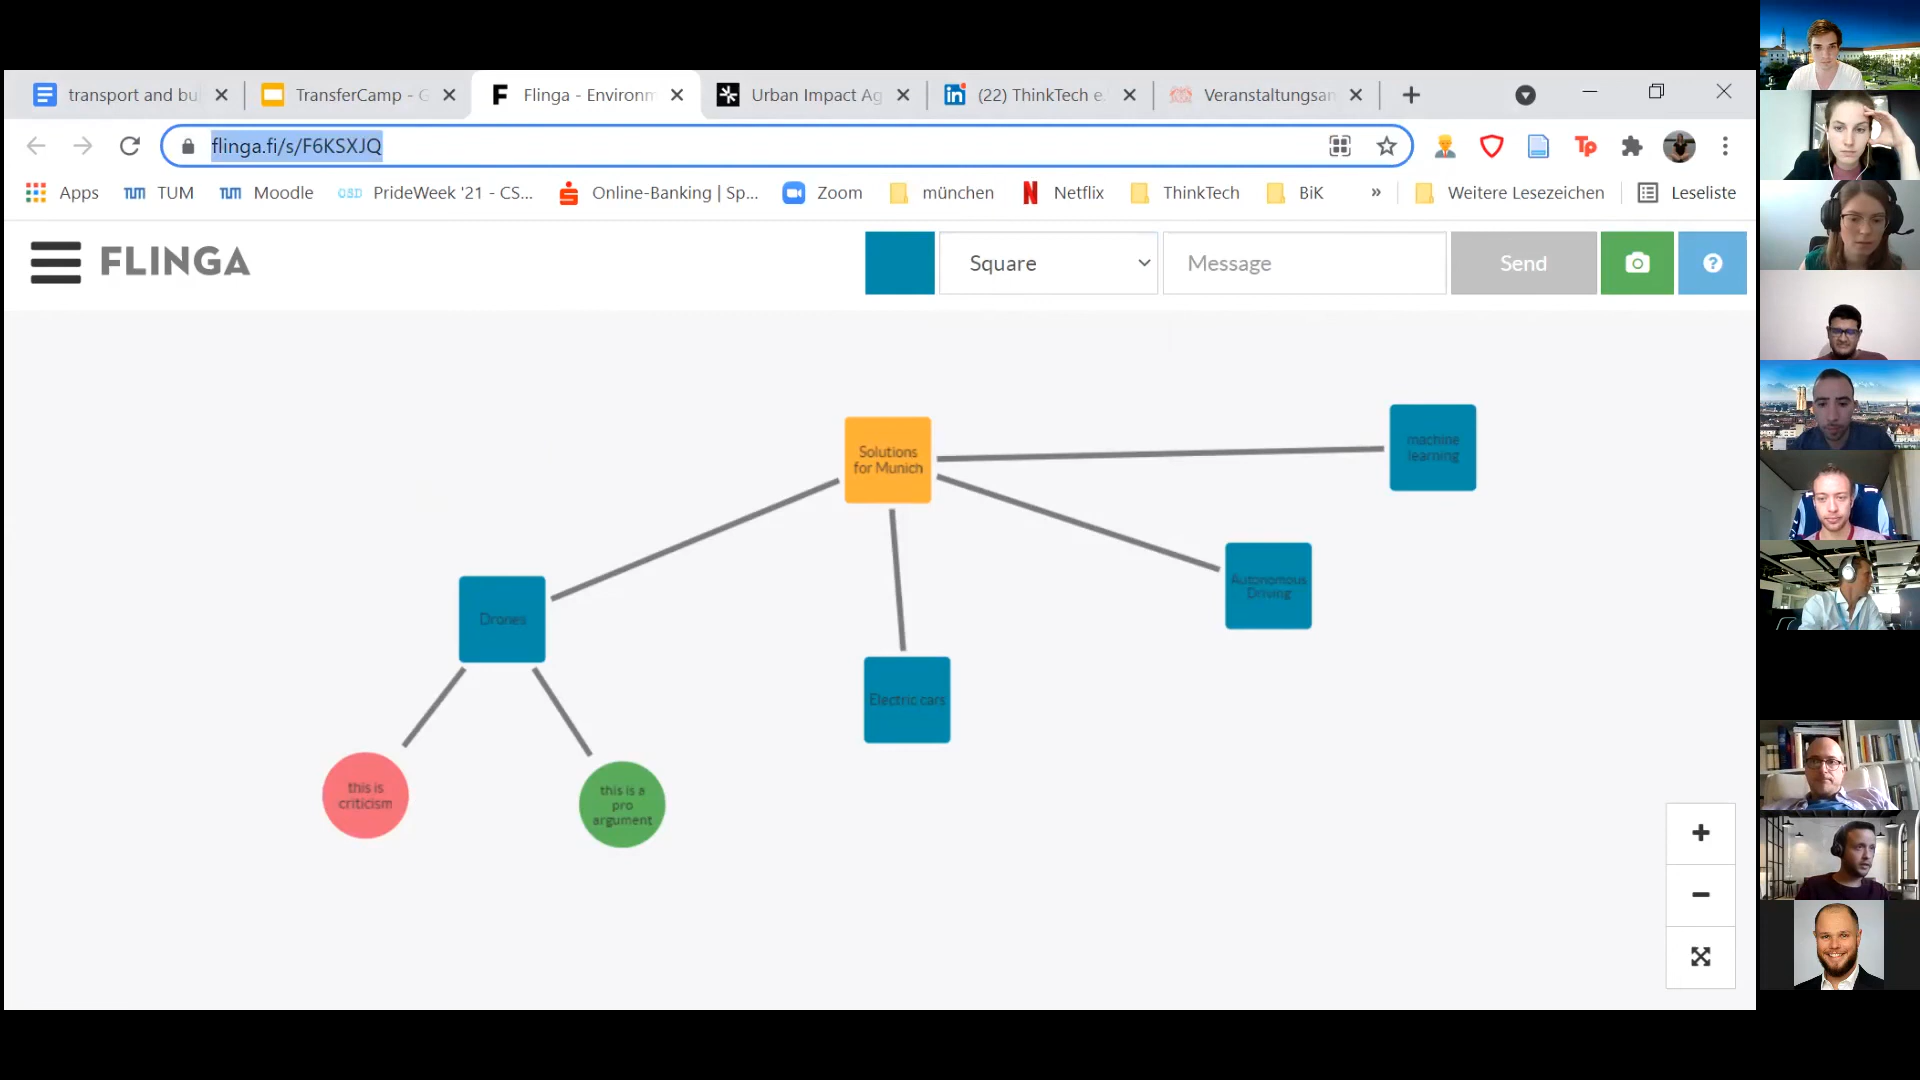 transport and bu
TransferCamp - G
Flinga - Environm
Urban Impact Ag
(22) ThinkTech e.
Veranstaltungsan
flinga.fi/s/F6KSXJQ
Apps
TUM
Moodle
PrideWeek '21 - CS...
Online-Banking | Sp...
Zoom
münchen
Netflix
ThinkTech
BiK
»
Weitere Lesezeichen
Leseliste
FLINGA
Square
Message
Send
Solutions
for Munich
machine
learning
Autonomous
Driving
Drones
Electric cars
this is
criticism
this is a
pro
argument